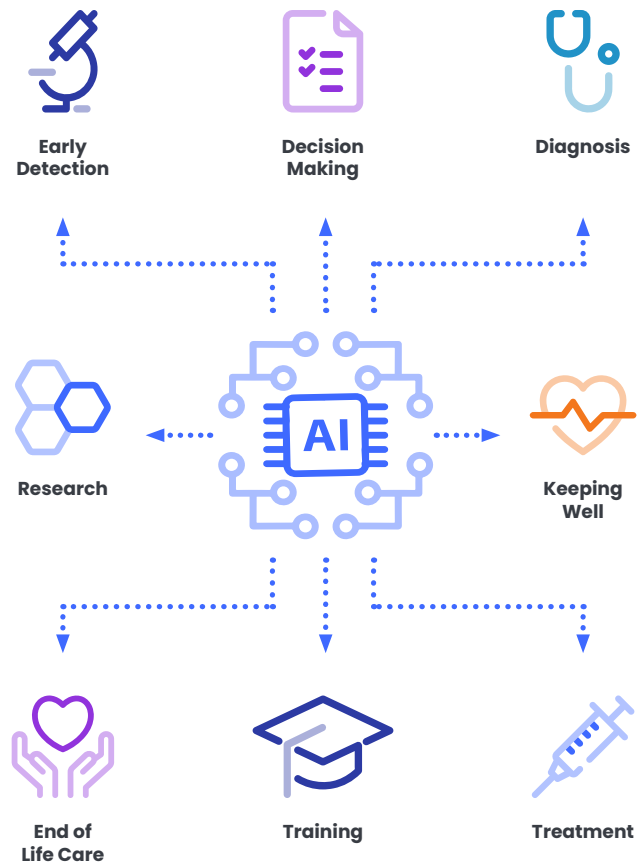 Early
Detection
Decision
Making
Diagnosis
AI
Research
Keeping
Well
End of
Life Care
Training
Treatment